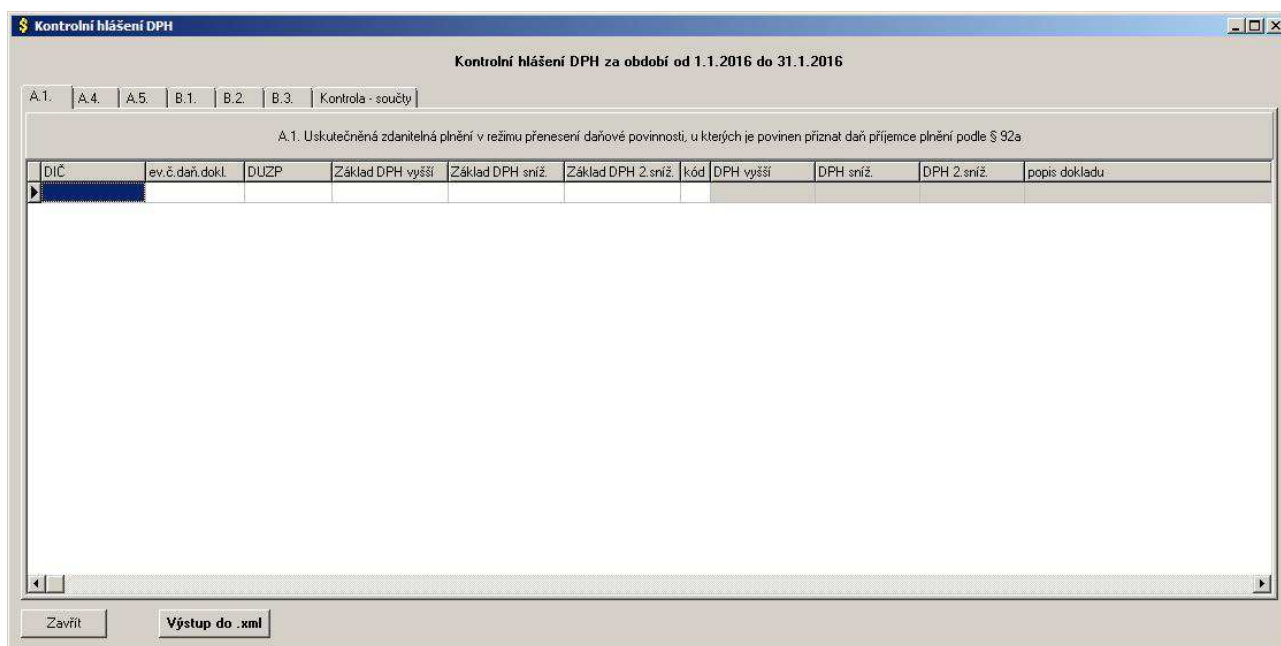 Kontrolní hlášení DPH
Kontrolní hlášení DPH za období od 1.1.2016 do 31.1.2016
A.1. A.4. A.5. B.1. B.2. B.3. Kontrola - součty
A.1. Uskutečněná zdanitelná plnění v režimu přenesení daňové povinnosti, u kterých je povinen přiznat daň příjemce plnění podle § 92a
DIČ ev.č.daň.dokl. DUZP Základ DPH vyšší Základ DPH sníž. Základ DPH 2.sníž. kód DPH vyšší DPH sníž. DPH 2.sníž. popis dokladu
Zavřít Výstup do .xml